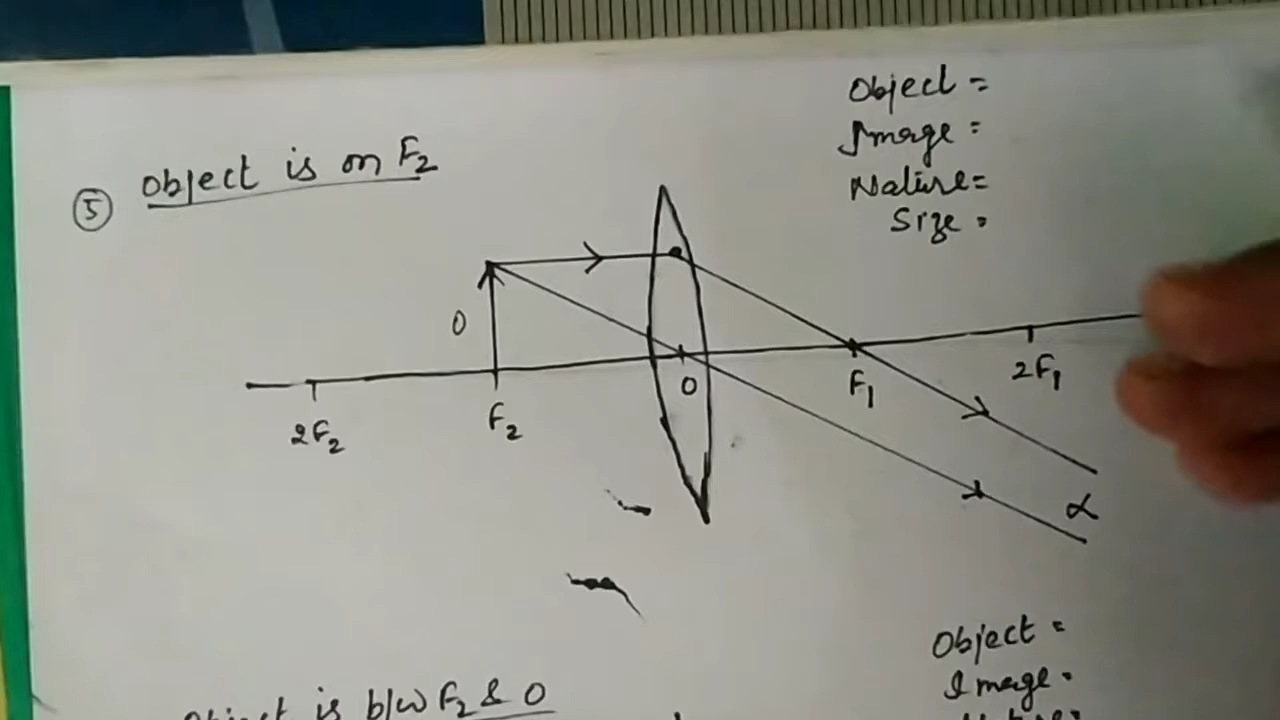 Object =
Image =
Nature =
Size =
⑤ Object is on F₂
O
2F₂
F₂
O
F₁
2F₁
α
Object is b/w F₂ & O
Object =
Image =